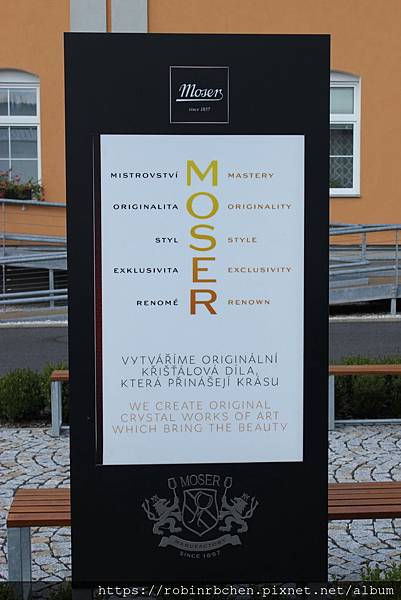 Moser
since 1857
MISTROVSTVÍ M MASTERY
ORIGINALITA O ORIGINALITY
STYL S STYLE
EXKLUSIVITA E EXCLUSIVITY
RENOMÉ R RENOWN
VYTVÁŘÍME ORIGINÁLNÍ
KŘIŠŤÁLOVÁ DÍLA,
KTERÁ PŘINÁŠEJÍ KRÁSU
WE CREATE ORIGINAL
CRYSTAL WORKS OF ART
WHICH BRING THE BEAUTY
MOSER
MANUFACTORY
SINCE 1857
https://robinrbchen.pixnet.net/album